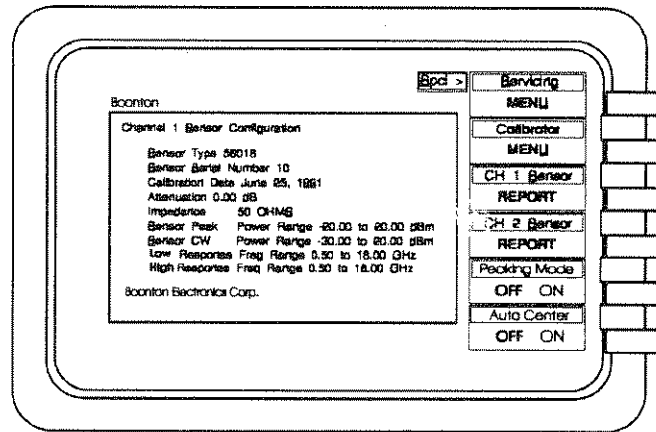 Spcl >
Boonton
Channel 1 Sensor Configuration
Sensor Type 56018
Sensor Serial Number 10
Calibration Date June 25, 1991
Attenuation 0.00 dB
Impedance 50 OHMS
Sensor Peak Power Range -20.00 to 20.00 dBm
Sensor CW Power Range -30.00 to 20.00 dBm
Low Response Freq Range 0.50 to 18.00 GHz
High Response Freq Range 0.50 to 18.00 GHz
Boonton Electronics Corp.
Servicing
MENU
Calibrator
MENU
CH 1 Sensor
REPORT
CH 2 Sensor
REPORT
Peaking Mode
OFF ON
Auto Center
OFF ON